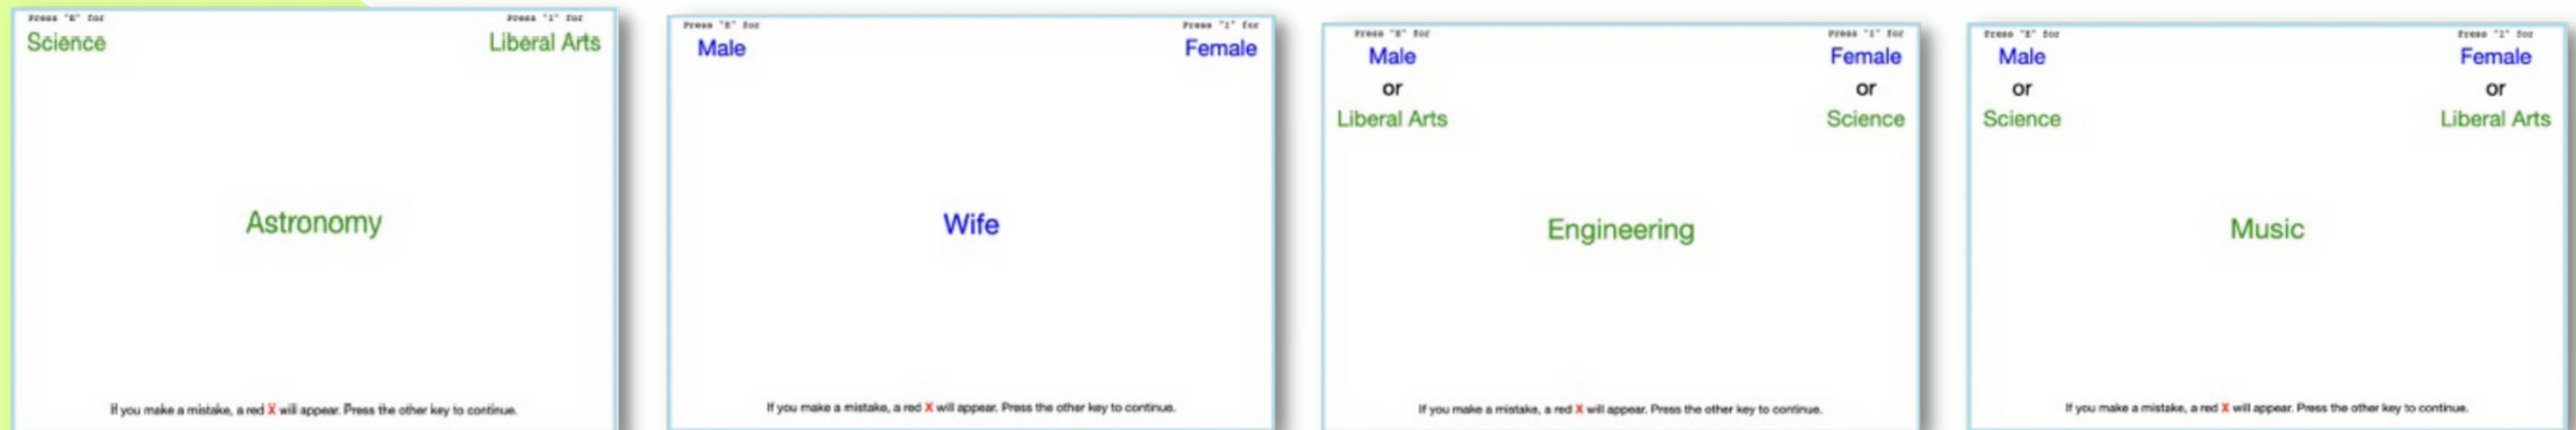 Press "E" for Press "I" for
Science Liberal Arts
Astronomy
If you make a mistake, a red X will appear. Press the other key to continue.
Press "E" for Press "I" for
Male Female
Wife
If you make a mistake, a red X will appear. Press the other key to continue.
Press "E" for Press "I" for
Male Female
or or
Liberal Arts Science
Engineering
If you make a mistake, a red X will appear. Press the other key to continue.
Press "E" for Press "I" for
Male Female
or or
Science Liberal Arts
Music
If you make a mistake, a red X will appear. Press the other key to continue.